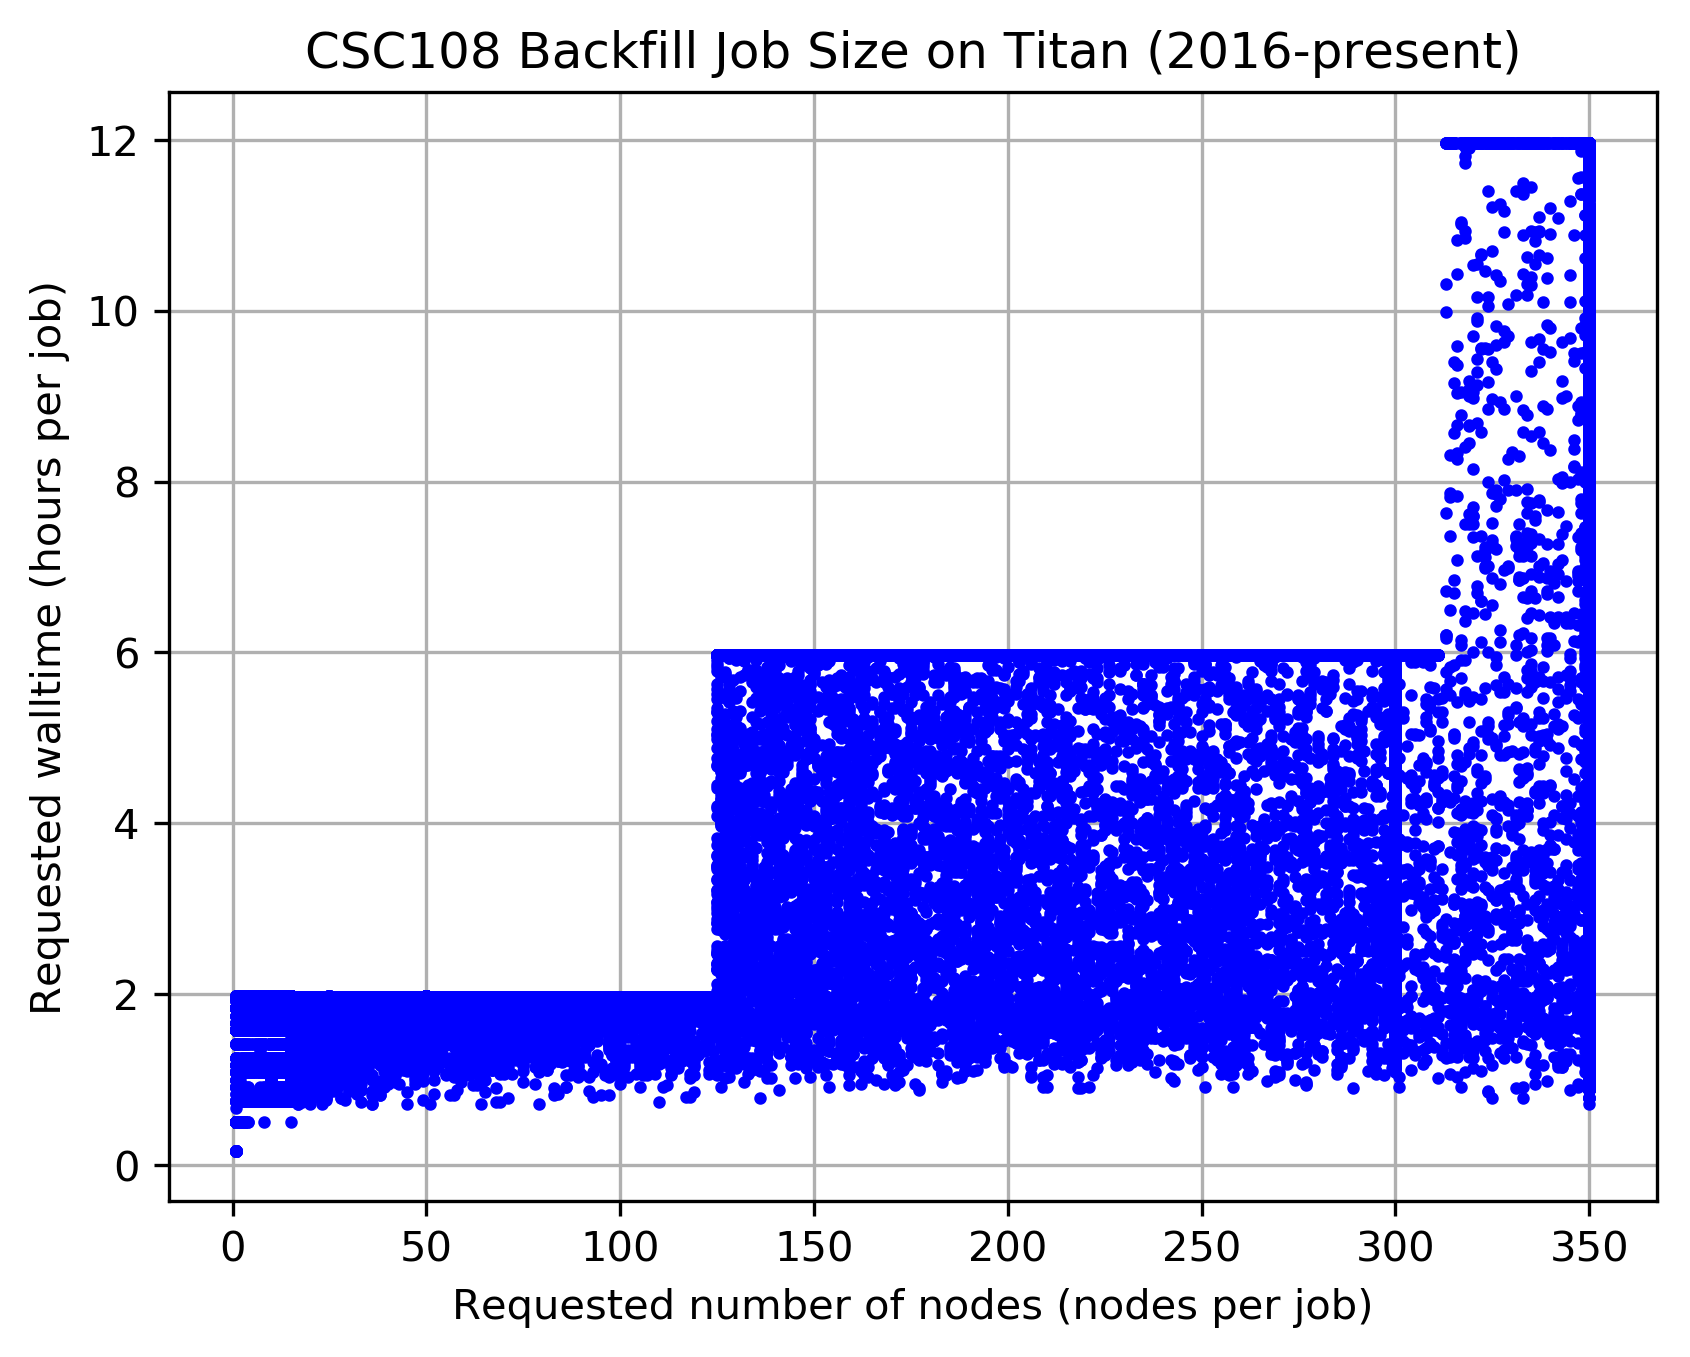 CSC108 Backfill Job Size on Titan (2016-present)
12
10
8
6
4
2
0
Requested walltime (hours per job)
0 50 100 150 200 250 300 350
Requested number of nodes (nodes per job)